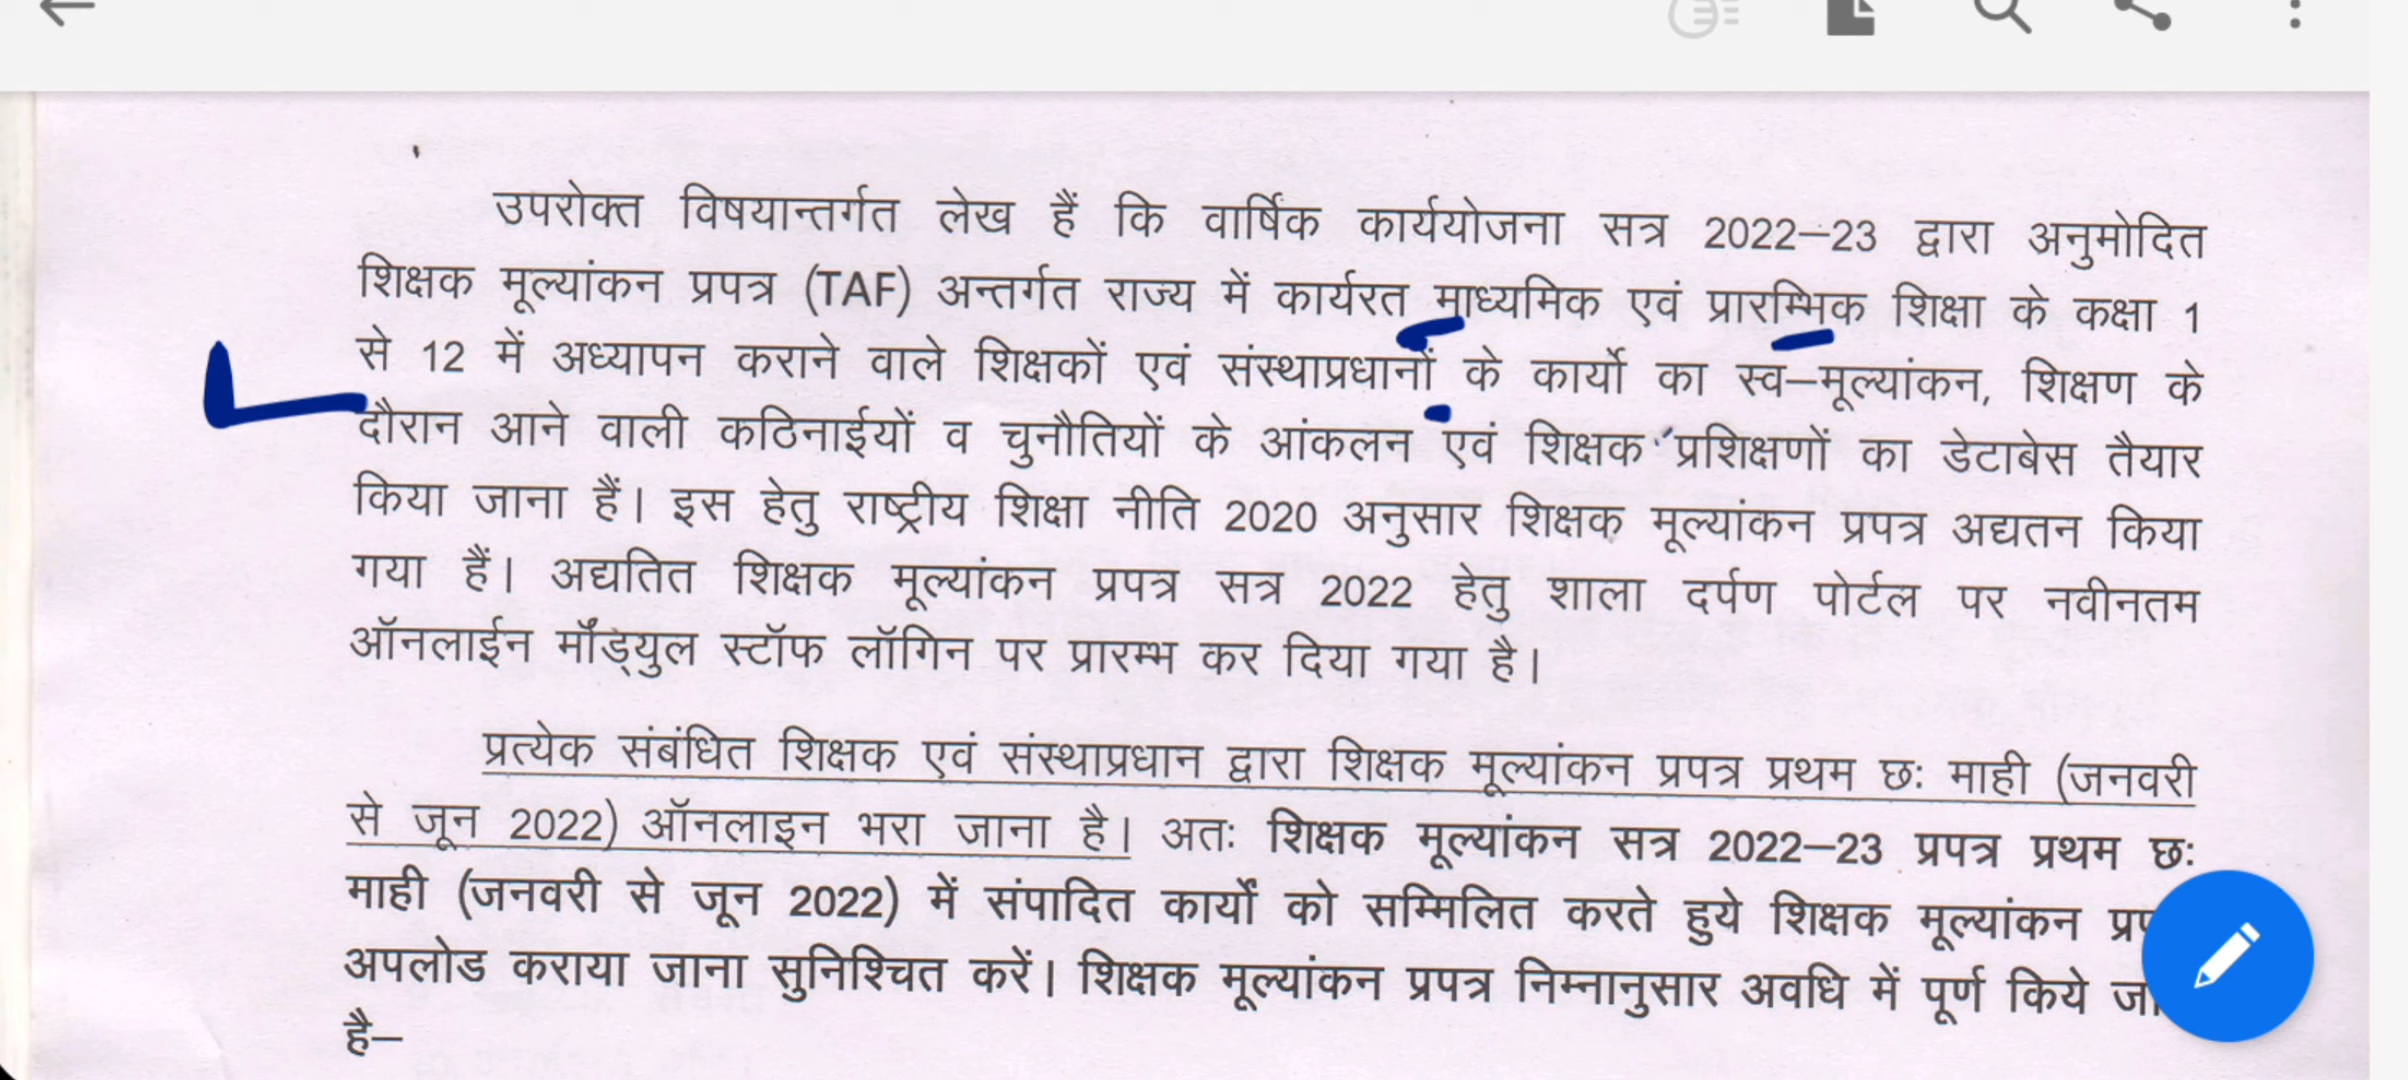 उपरोक्त विषयान्तर्गत लेख हैं कि वार्षिक कार्ययोजना सत्र 2022–23 द्वारा अनुमोदित
शिक्षक मूल्यांकन प्रपत्र (TAF) अन्तर्गत राज्य में कार्यरत माध्यमिक एवं प्रारम्भिक शिक्षा के कक्षा 1
से 12 में अध्यापन कराने वाले शिक्षकों एवं संस्थाप्रधानों के कार्यो का स्व–मूल्यांकन, शिक्षण के
दौरान आने वाली कठिनाईयों व चुनौतियों के आंकलन एवं शिक्षक प्रशिक्षणों का डेटाबेस तैयार
किया जाना हैं। इस हेतु राष्ट्रीय शिक्षा नीति 2020 अनुसार शिक्षक मूल्यांकन प्रपत्र अद्यतन किया
गया हैं। अद्यतित शिक्षक मूल्यांकन प्रपत्र सत्र 2022 हेतु शाला दर्पण पोर्टल पर नवीनतम
ऑनलाईन मॉड्युल स्टॉफ लॉगिन पर प्रारम्भ कर दिया गया है।
प्रत्येक संबंधित शिक्षक एवं संस्थाप्रधान द्वारा शिक्षक मूल्यांकन प्रपत्र प्रथम छः माही (जनवरी
से जून 2022) ऑनलाइन भरा जाना है। अतः शिक्षक मूल्यांकन सत्र 2022–23 प्रपत्र प्रथम छः
माही (जनवरी से जून 2022) में संपादित कार्यों को सम्मिलित करते हुये शिक्षक मूल्यांकन
अपलोड कराया जाना सुनिश्चित करें। शिक्षक मूल्यांकन प्रपत्र निम्नानुसार अवधि में पूर्ण किये
है–